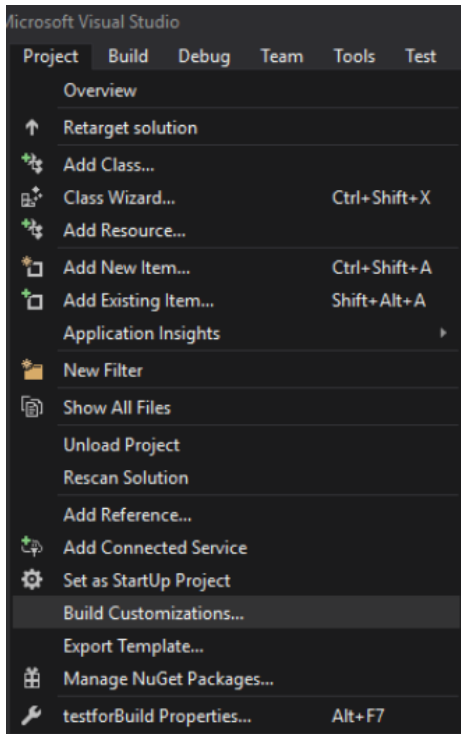 Microsoft Visual Studio
Project Build Debug Team Tools Test
Overview
Retarget solution
Add Class...
Class Wizard... Ctrl+Shift+X
Add Resource...
Add New Item... Ctrl+Shift+A
Add Existing Item... Shift+Alt+A
Application Insights
New Filter
Show All Files
Unload Project
Rescan Solution
Add Reference...
Add Connected Service
Set as StartUp Project
Build Customizations...
Export Template...
Manage NuGet Packages...
testforBuild Properties... Alt+F7